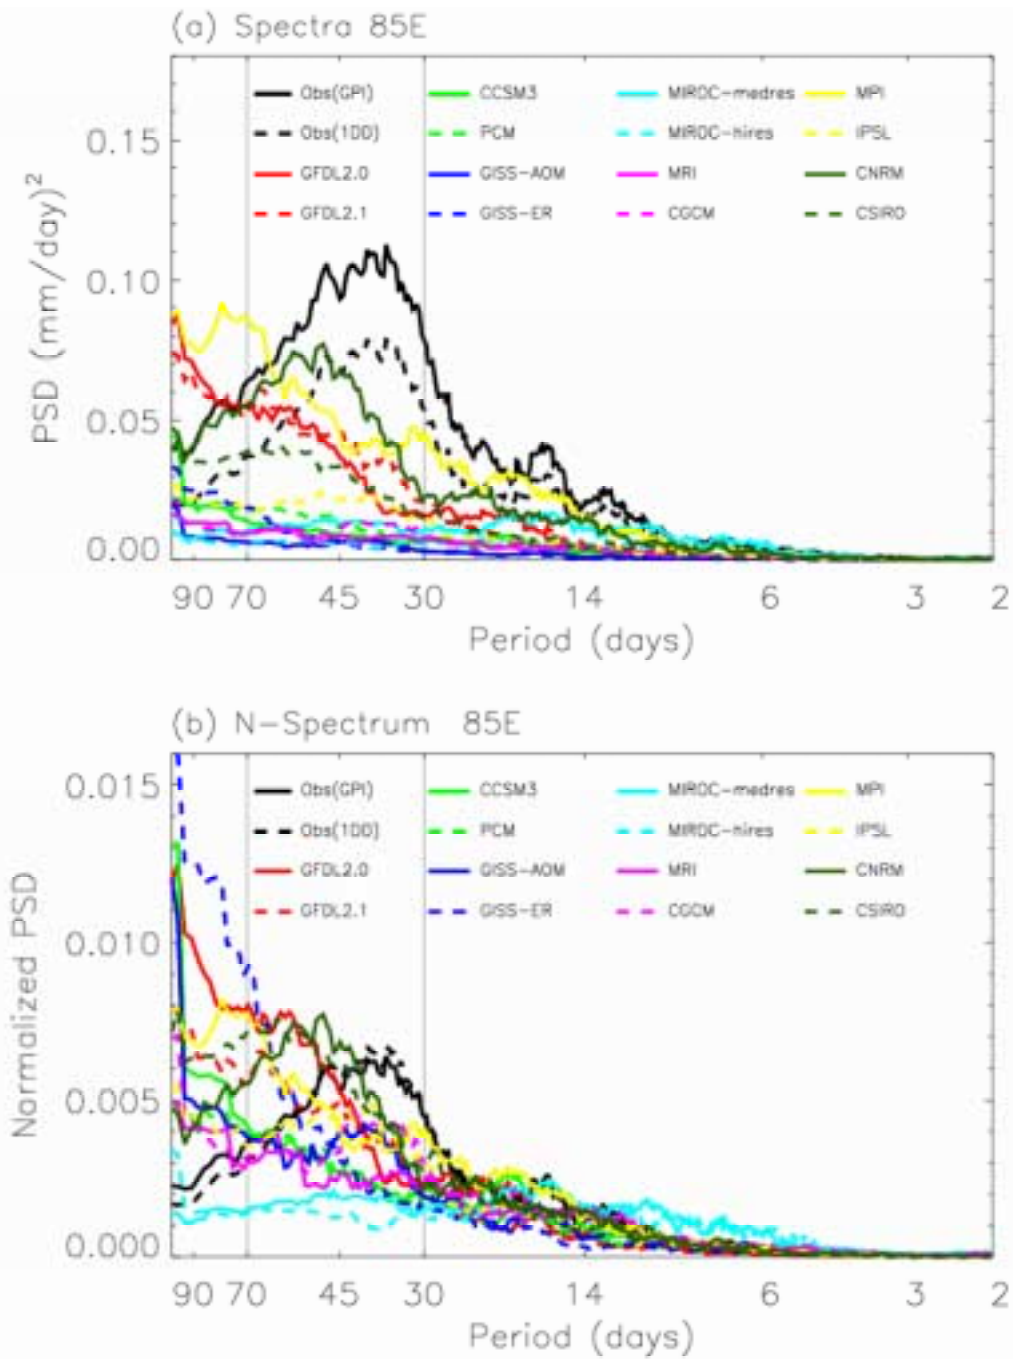 (a) Spectra 85E
PSD (mm/day)2
0.15
0.10
0.05
0.00
Obs(GPI) CCSM3 MIROC-medres MPI
Obs(1DD) PCM MIROC-hires IPSL
GFDL2.0 GISS-AOM MRI CNRM
GFDL2.1 GISS-ER CGCM CSIRO
90 70 45 30 14 6 3 2
Period (days)
(b) N-Spectrum 85E
Normalized PSD
0.015
0.010
0.005
0.000
Obs(GPI) CCSM3 MIROC-medres MPI
Obs(1DD) PCM MIROC-hires IPSL
GFDL2.0 GISS-AOM MRI CNRM
GFDL2.1 GISS-ER CGCM CSIRO
90 70 45 30 14 6 3 2
Period (days)